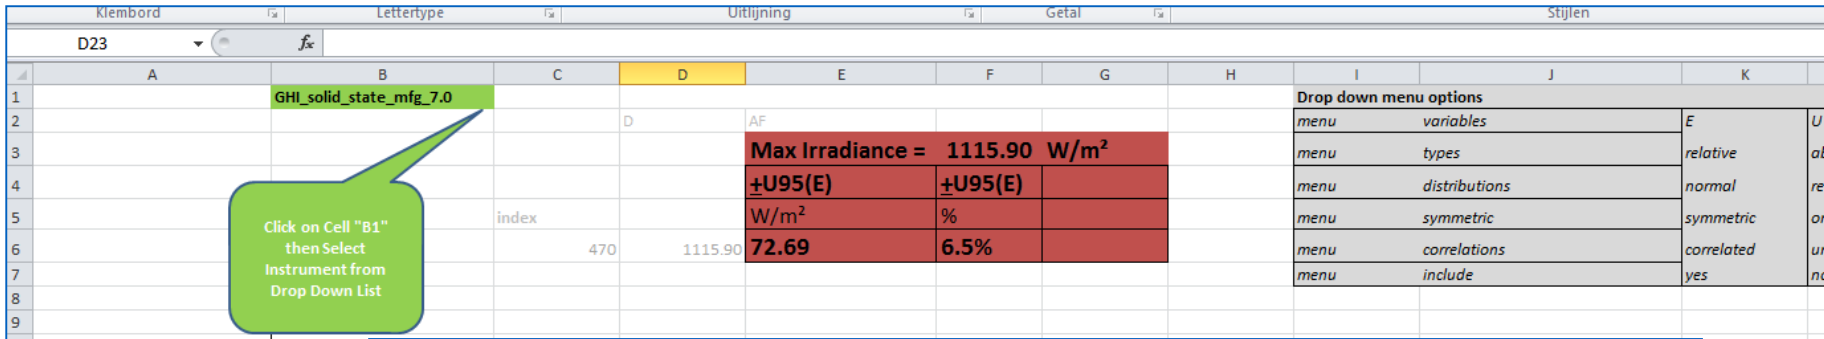 Klembord Lettertype Uitlijning Getal Stijlen
D23 fx
A B C D E F G H I J K
1 GHI_solid_state_mfg_7.0 Drop down menu options
2 D AF menu variables E U
3 Max Irradiance = 1115.90 W/m² menu types relative
4 ±U95(E) ±U95(E) menu distributions normal
5 index W/m² % menu symmetric symmetric
6 470 1115.90 72.69 6.5% menu correlations correlated
7 menu include yes
8
9
Click on Cell "B1"
then Select
Instrument from
Drop Down List